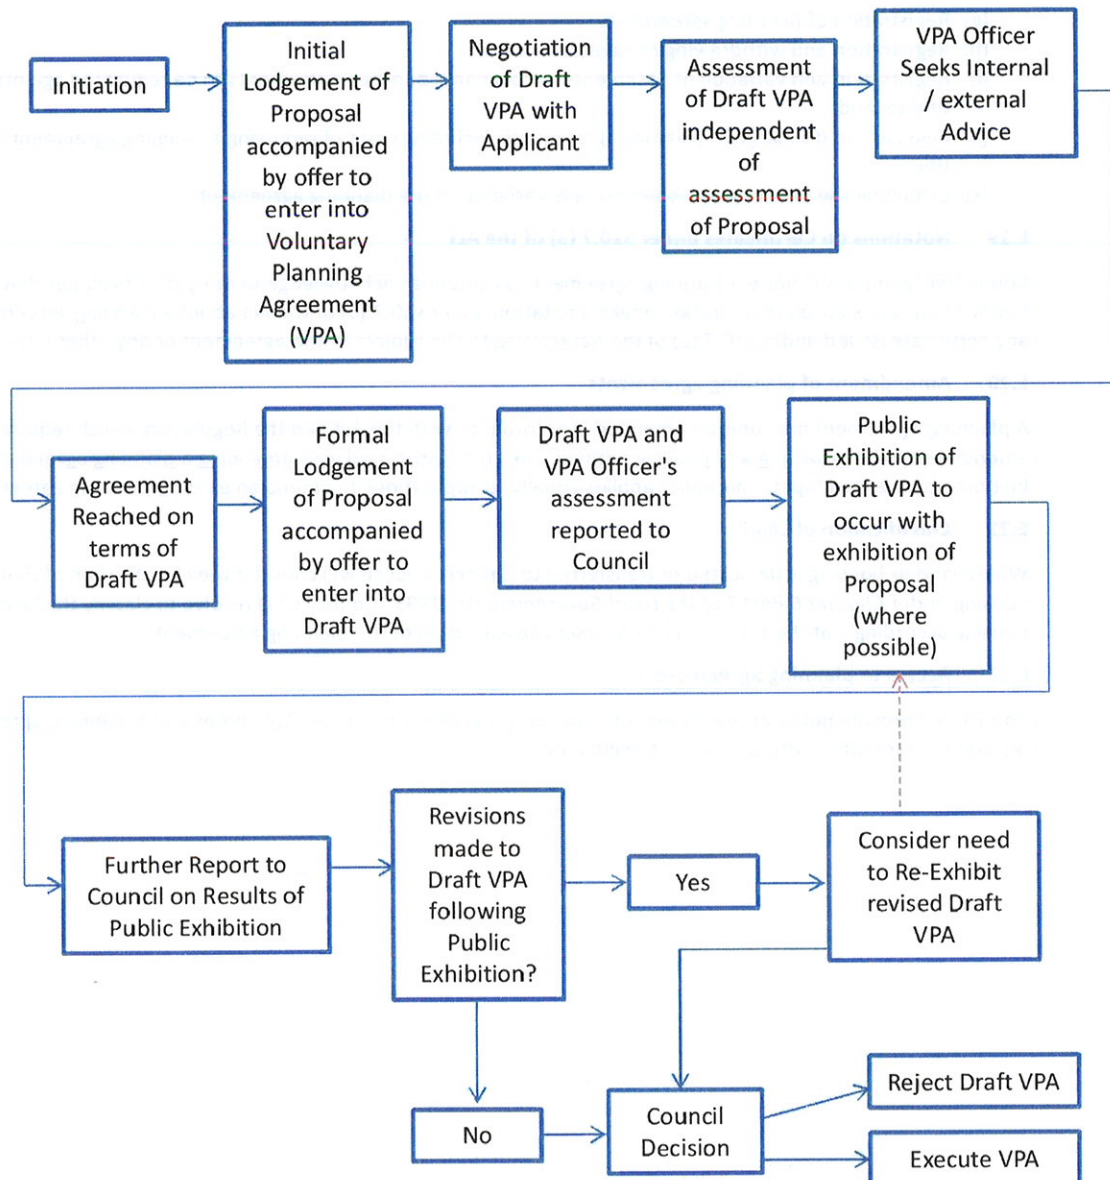 Initiation
Initial
Lodgement of
Proposal
accompanied
by offer to
enter into
Voluntary
Planning
Agreement
(VPA)
Negotiation
of Draft
VPA with
Applicant
Assessment
of Draft VPA
independent
of
assessment
of Proposal
VPA Officer
Seeks Internal
/ external
Advice
Agreement
Reached on
terms of
Draft VPA
Formal
Lodgement
of Proposal
accompanied
by offer to
enter into
Draft VPA
Draft VPA and
VPA Officer's
assessment
reported to
Council
Public
Exhibition of
Draft VPA to
occur with
exhibition of
Proposal
(where
possible)
Further Report to
Council on Results of
Public Exhibition
Revisions
made to
Draft VPA
following
Public
Exhibition?
Yes
Consider need
to Re-Exhibit
revised Draft
VPA
No
Council
Decision
Reject Draft VPA
Execute VPA